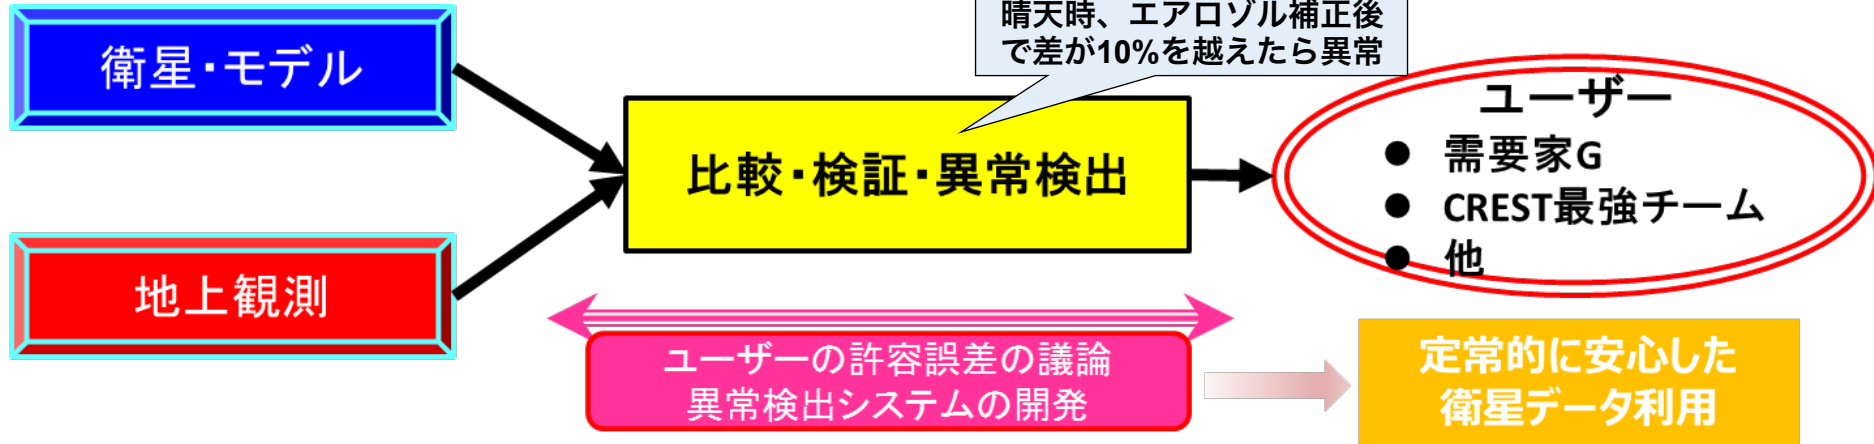 晴天時、エアロゾル補正後
で差が10%を越えたら異常
衛星・モデル
比較・検証・異常検出
地上観測
ユーザー
● 需要家G
● CREST最強チーム
● 他
ユーザーの許容誤差の議論
異常検出システムの開発
定常的に安心した
衛星データ利用